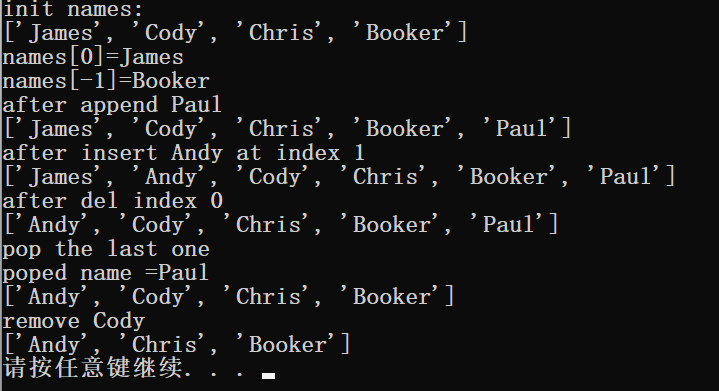 init names:
['James', 'Cody', 'Chris', 'Booker']
names[0]=James
names[-1]=Booker
after append Paul
['James', 'Cody', 'Chris', 'Booker', 'Paul']
after insert Andy at index 1
['James', 'Andy', 'Cody', 'Chris', 'Booker', 'Paul']
after del index 0
['Andy', 'Cody', 'Chris', 'Booker', 'Paul']
pop the last one
poped name =Paul
['Andy', 'Cody', 'Chris', 'Booker']
remove Cody
['Andy', 'Chris', 'Booker']
请按任意键继续. . .